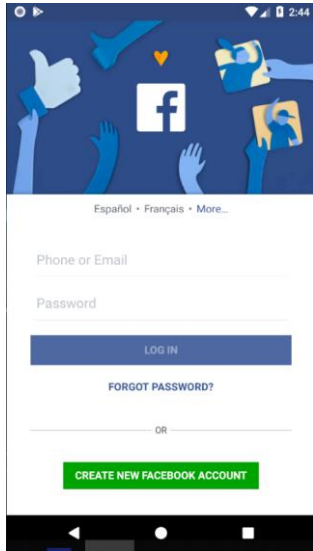 2:44
f
Español • Français • More...
Phone or Email
Password
LOG IN
FORGOT PASSWORD?
OR
CREATE NEW FACEBOOK ACCOUNT